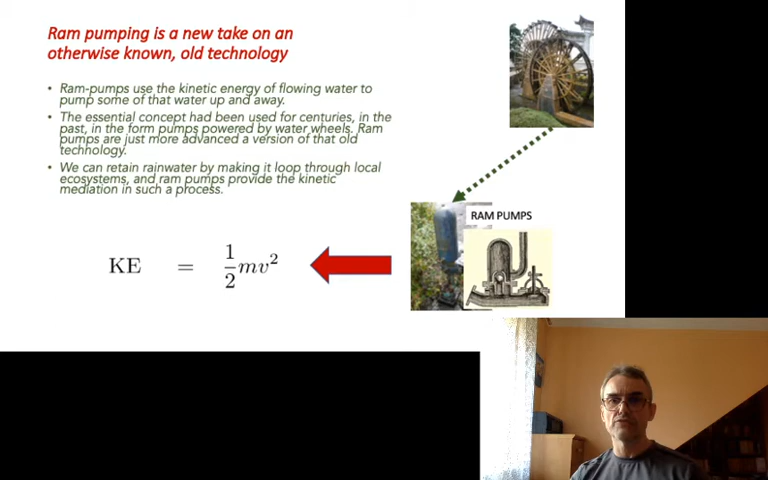 Ram pumping is a new take on an
otherwise known, old technology
• Ram-pumps use the kinetic energy of flowing water to
pump some of that water up and away.
• The essential concept had been used for centuries, in the
past, in the form pumps powered by water wheels. Ram
pumps are just more advanced a version of that old
technology.
• We can retain rainwater by making it loop through local
ecosystems, and ram pumps provide the kinetic
mediation in such a process.
RAM PUMPS
KE = 1/2 mv²